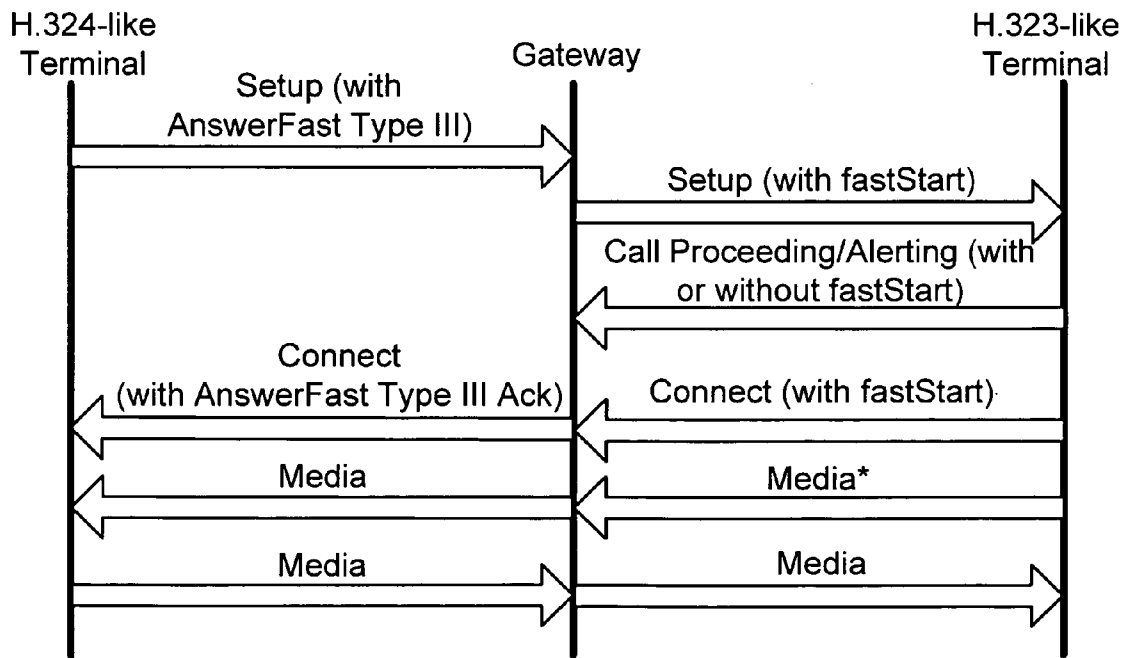 H.324-like
Terminal
Gateway
H.323-like
Terminal
Setup (with
AnswerFast Type III)
Setup (with fastStart)
Call Proceeding/Alerting (with
or without fastStart)
Connect
(with AnswerFast Type III Ack)
Connect (with fastStart)
Media
Media*
Media
Media